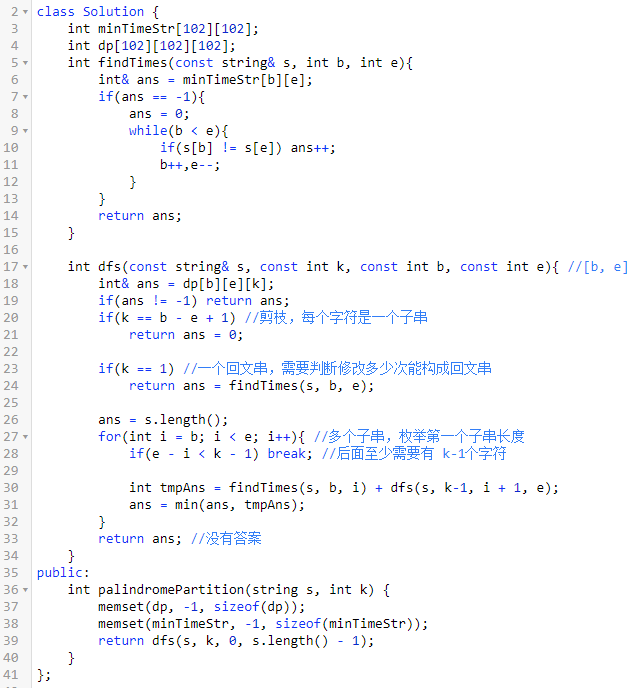 2 class Solution {
3     int minTimeStr[102][102];
4     int dp[102][102][102];
5     int findTimes(const string& s, int b, int e){
6         int& ans = minTimeStr[b][e];
7         if(ans == -1){
8             ans = 0;
9             while(b < e){
10                 if(s[b] != s[e]) ans++;
11                 b++,e--;
12             }
13         }
14         return ans;
15     }
16
17     int dfs(const string& s, const int k, const int b, const int e){ //[b, e]
18         int& ans = dp[b][e][k];
19         if(ans != -1) return ans;
20         if(k == b - e + 1) //剪枝，每个字符是一个子串
21             return ans = 0;
22
23         if(k == 1) //一个回文串，需要判断修改多少次能构成回文串
24             return ans = findTimes(s, b, e);
25
26         ans = s.length();
27         for(int i = b; i < e; i++){ //多个子串，枚举第一个子串长度
28             if(e - i < k - 1) break; //后面至少需要有 k-1个字符
29
30             int tmpAns = findTimes(s, b, i) + dfs(s, k-1, i + 1, e);
31             ans = min(ans, tmpAns);
32         }
33         return ans; //没有答案
34     }
35 public:
36     int palindromePartition(string s, int k) {
37         memset(dp, -1, sizeof(dp));
38         memset(minTimeStr, -1, sizeof(minTimeStr));
39         return dfs(s, k, 0, s.length() - 1);
40     }
41 };